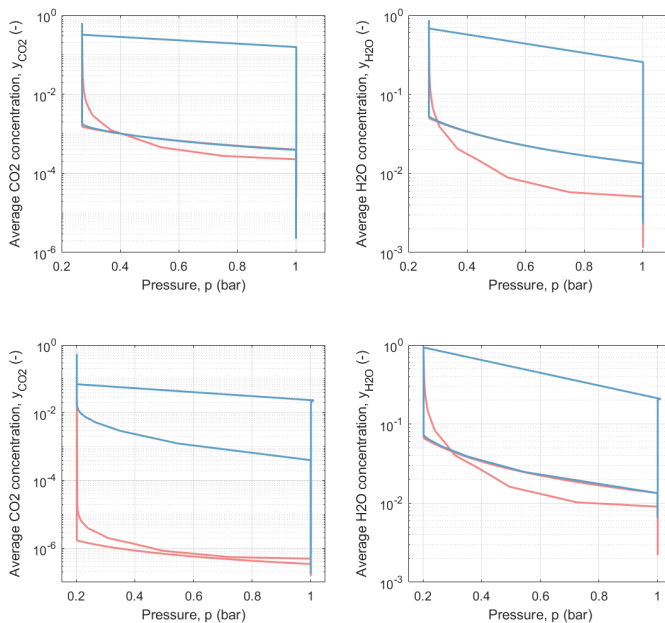 10^0
10^-2
10^-4
10^-6
Average CO2 concentration, y_CO2 (-)
0.2 0.4 0.6 0.8 1
Pressure, p (bar)
10^0
10^-1
10^-2
10^-3
Average H2O concentration, y_H2O (-)
0.2 0.4 0.6 0.8 1
Pressure, p (bar)
10^0
10^-2
10^-4
10^-6
Average CO2 concentration, y_CO2 (-)
0.2 0.4 0.6 0.8 1
Pressure, p (bar)
10^0
10^-1
10^-2
10^-3
Average H2O concentration, y_H2O (-)
0.2 0.4 0.6 0.8 1
Pressure, p (bar)